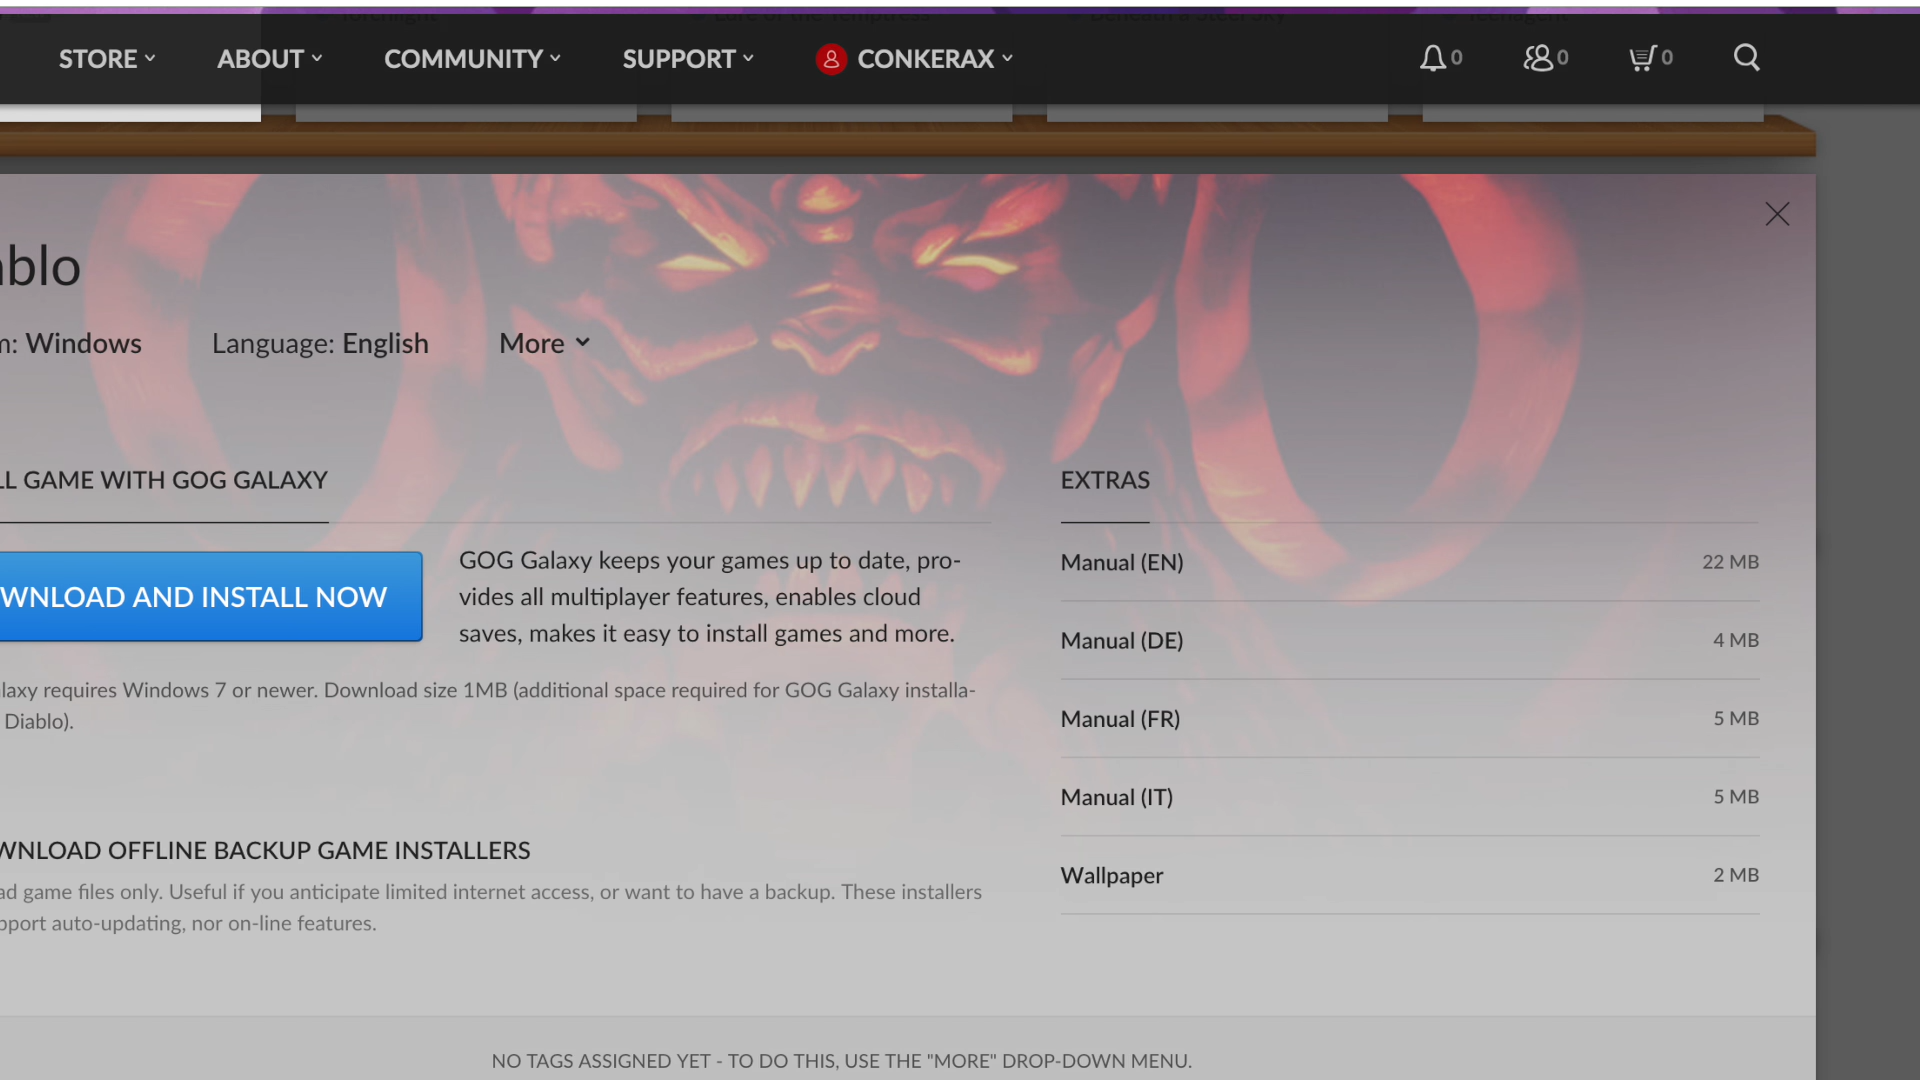 STORE ABOUT COMMUNITY SUPPORT CONKERAX 0 0 0
ablo
m: Windows Language: English More
LL GAME WITH GOG GALAXY
EXTRAS
WNLOAD AND INSTALL NOW
GOG Galaxy keeps your games up to date, pro-
vides all multiplayer features, enables cloud
saves, makes it easy to install games and more.
laxy requires Windows 7 or newer. Download size 1MB (additional space required for GOG Galaxy installa-
Diablo).
WNLOAD OFFLINE BACKUP GAME INSTALLERS
ad game files only. Useful if you anticipate limited internet access, or want to have a backup. These installers
pport auto-updating, nor on-line features.
Manual (EN) 22 MB
Manual (DE) 4 MB
Manual (FR) 5 MB
Manual (IT) 5 MB
Wallpaper 2 MB
NO TAGS ASSIGNED YET - TO DO THIS, USE THE "MORE" DROP-DOWN MENU.